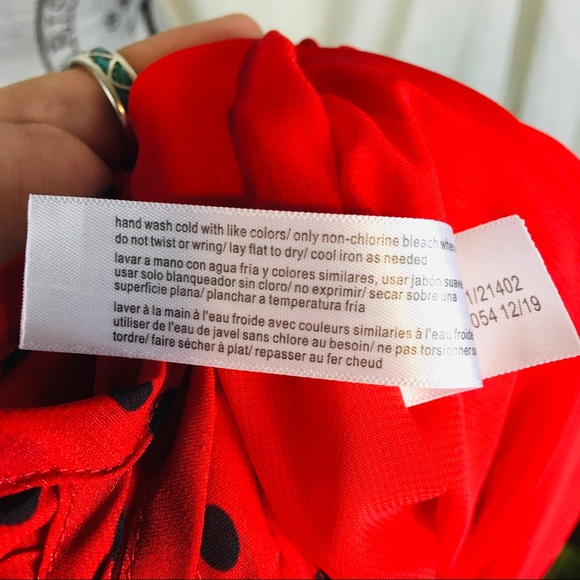 hand wash cold with like colors/ only non-chlorine bleach when
do not twist or wring/ lay flat to dry/ cool iron as needed
lavar a mano con agua fría y colores similares, usar jabón suave
usar solo blanqueador sin cloro/ no exprimir/ secar sobre una
superficie plana/ planchar a temperatura fría
laver à la main à l'eau froide avec couleurs similaries à l'eau froide
utiliser de l'eau de javel sans chlore au besoin/ ne pas torsionner ou
tordre/ faire sécher à plat/ repasser au fer cheud
1/21402
054 12/19